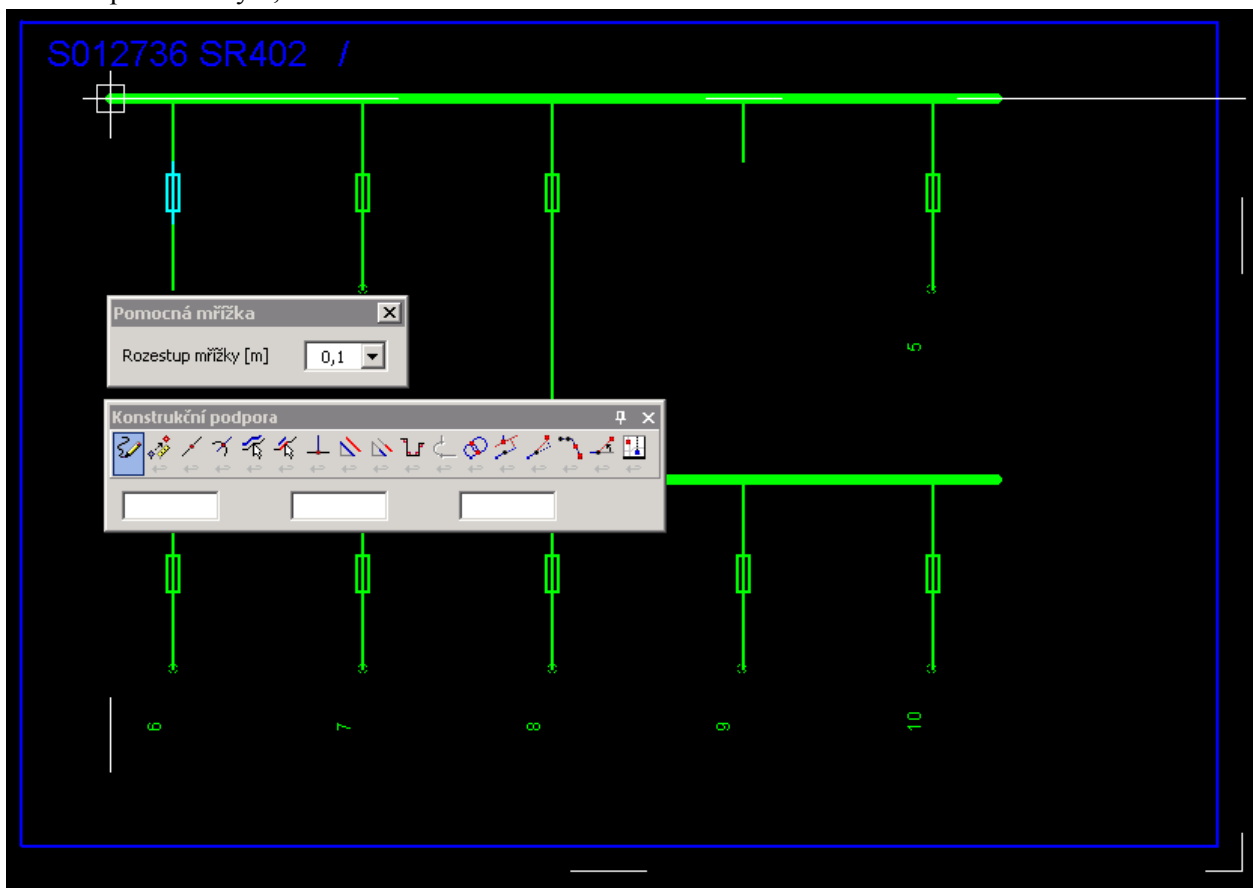 S012736 SR402 /
Pomocná mřížka
Rozestup mřížky [m] 0,1
5
Konstrukční podpora
6 7 8 9 10